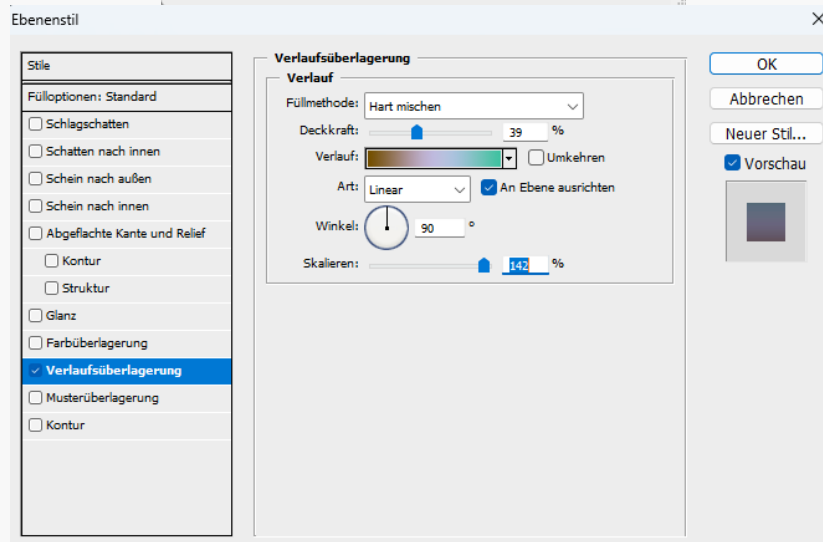 Ebenenstil
Stile
Fülloptionen: Standard
Schlagschatten
Schatten nach innen
Schein nach außen
Schein nach innen
Abgeflachte Kante und Relief
Kontur
Struktur
Glanz
Farbüberlagerung
Verlaufsüberlagerung
Musterüberlagerung
Kontur
Verlaufsüberlagerung
Verlauf
Füllmethode: Hart mischen
Deckkraft: 39 %
Verlauf: Umkehren
Art: Linear An Ebene ausrichten
Winkel: 90 °
Skalieren: 142 %
OK
Abbrechen
Neuer Stil...
Vorschau